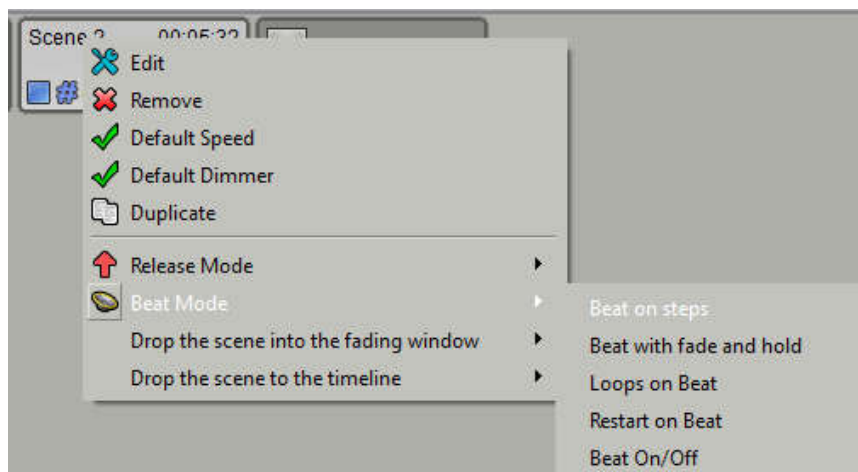 Scene 2 00:05:32
Edit
Remove
Default Speed
Default Dimmer
Duplicate
Release Mode
Beat Mode
Drop the scene into the fading window
Drop the scene to the timeline
Beat on steps
Beat with fade and hold
Loops on Beat
Restart on Beat
Beat On/Off